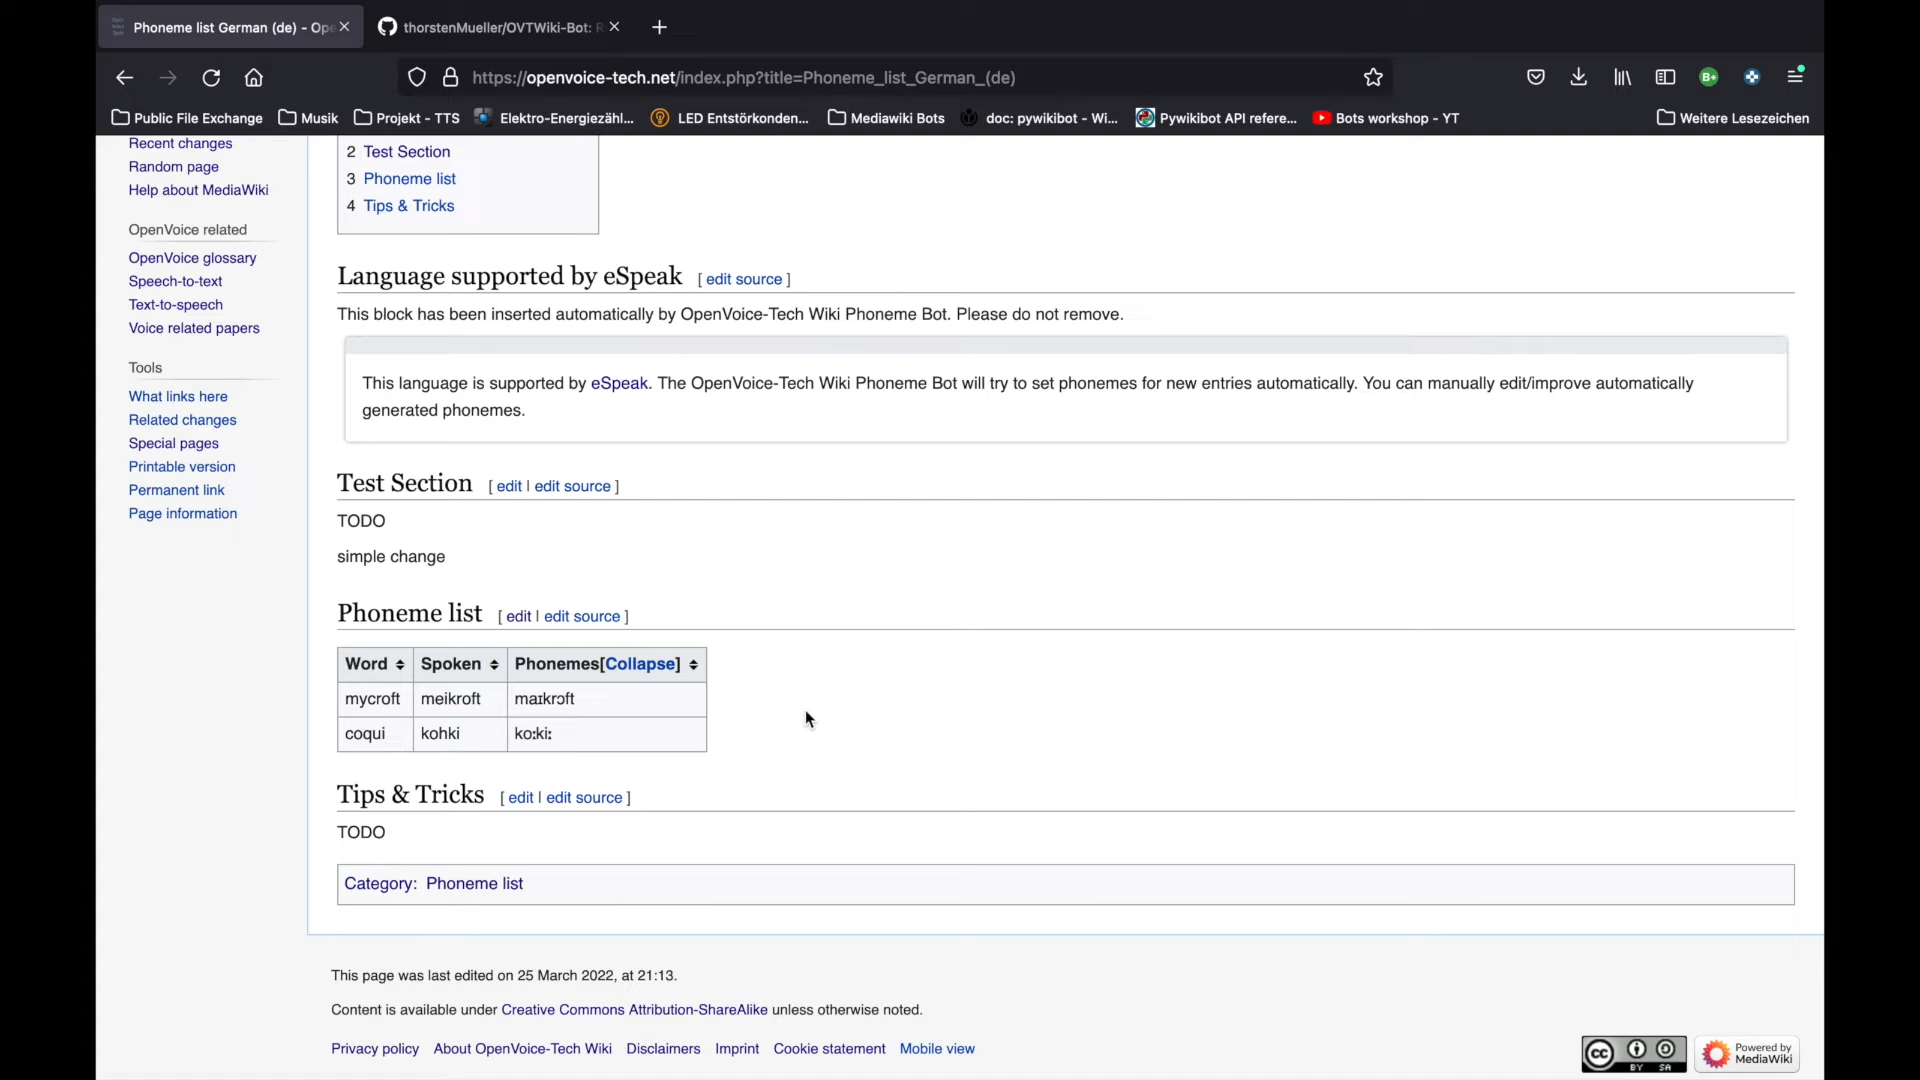 Phoneme list German (de) - Ope
thorstenMueller/OVTWiki-Bot: R
https://openvoice-tech.net/index.php?title=Phoneme_list_German_(de)
Public File Exchange Musik Projekt - TTS Elektro-Energiezähl... LED Entstörkonden... Mediawiki Bots doc: pywikibot - Wi... Pywikibot API refere... Bots workshop - YT Weitere Lesezeichen
Recent changes
Random page
Help about MediaWiki
OpenVoice related
OpenVoice glossary
Speech-to-text
Text-to-speech
Voice related papers
Tools
What links here
Related changes
Special pages
Printable version
Permanent link
Page information
2 Test Section
3 Phoneme list
4 Tips & Tricks
Language supported by eSpeak [ edit source ]
This block has been inserted automatically by OpenVoice-Tech Wiki Phoneme Bot. Please do not remove.
This language is supported by eSpeak. The OpenVoice-Tech Wiki Phoneme Bot will try to set phonemes for new entries automatically. You can manually edit/improve automatically
generated phonemes.
Test Section [ edit | edit source ]
TODO
simple change
Phoneme list [ edit | edit source ]
Word Spoken Phonemes[Collapse]
mycroft meikroft maɪkrɔft
coqui kohki koːkiː
Tips & Tricks [ edit | edit source ]
TODO
Category: Phoneme list
This page was last edited on 25 March 2022, at 21:13.
Content is available under Creative Commons Attribution-ShareAlike unless otherwise noted.
Privacy policy About OpenVoice-Tech Wiki Disclaimers Imprint Cookie statement Mobile view
cc BY SA
Powered by
MediaWiki